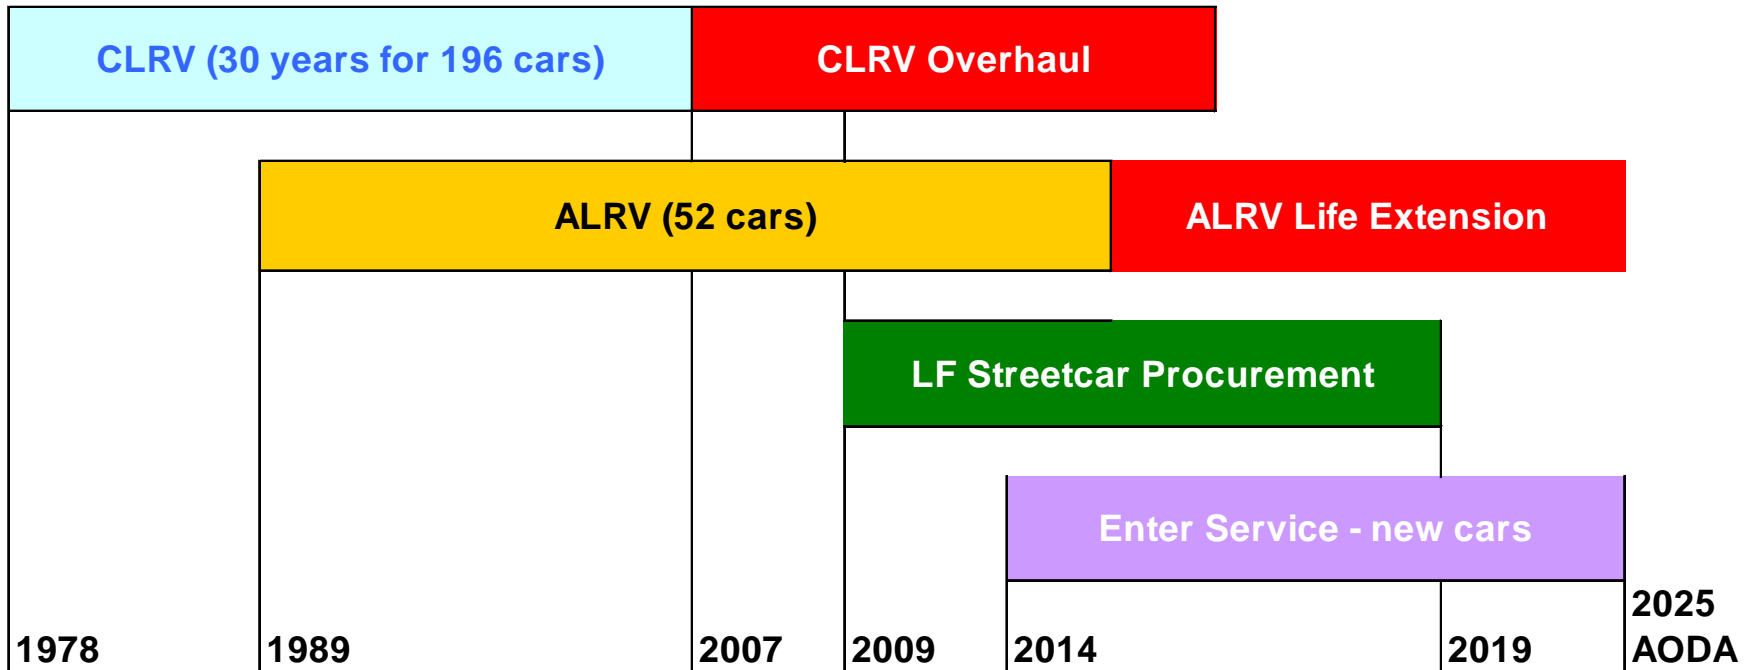 CLRV (30 years for 196 cars)
CLRV Overhaul
ALRV (52 cars)
ALRV Life Extension
LF Streetcar Procurement
Enter Service - new cars
1978
1989
2007
2009
2014
2019
2025
AODA